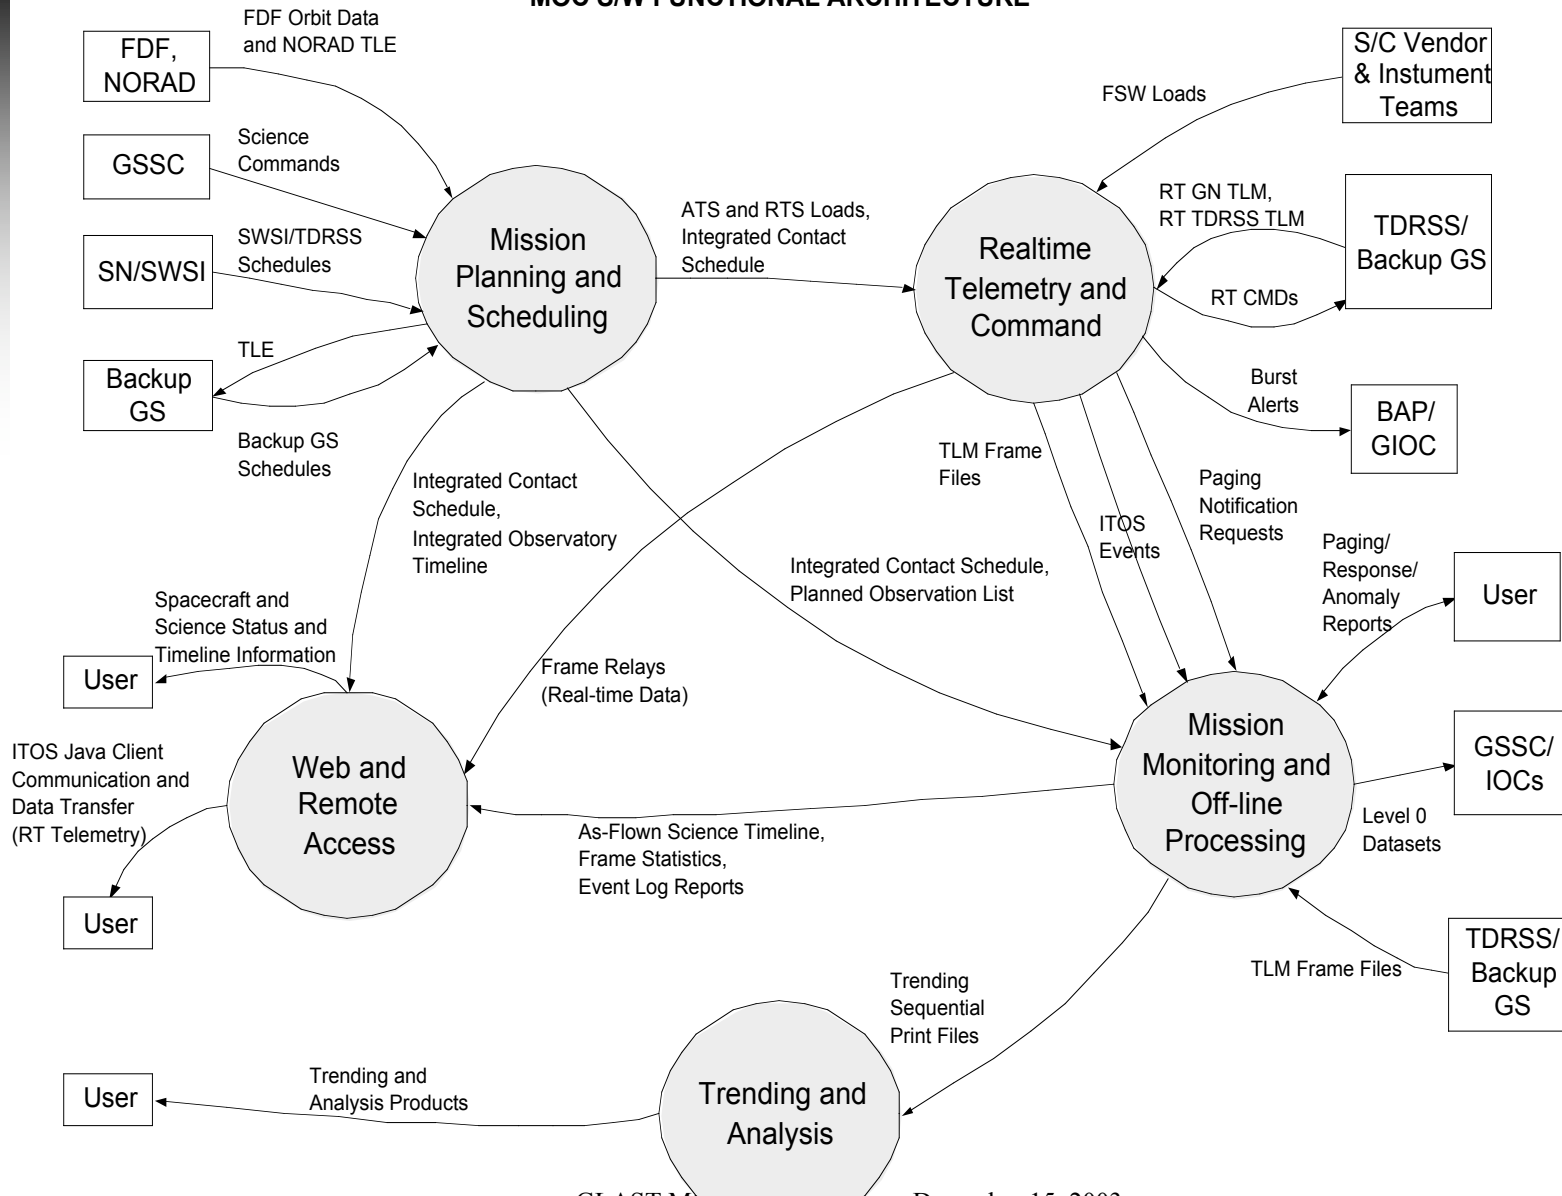 MOC S/W FUNCTIONAL ARCHITECTURE
FDF Orbit Data
and NORAD TLE
FDF,
NORAD
S/C Vendor
& Instument
Teams
FSW Loads
Science
Commands
GSSC
RT GN TLM,
RT TDRSS TLM
TDRSS/
Backup GS
RT CMDs
ATS and RTS Loads,
Integrated Contact
Schedule
Mission
Planning and
Scheduling
Realtime
Telemetry and
Command
SWSI/TDRSS
Schedules
SN/SWSI
TLE
Backup
GS
Backup GS
Schedules
Burst
Alerts
BAP/
GIOC
TLM Frame
Files
ITOS
Events
Paging
Notification
Requests
Integrated Contact
Schedule,
Integrated Observatory
Timeline
Integrated Contact Schedule,
Planned Observation List
Paging/
Response/
Anomaly
Reports
User
Spacecraft and
Science Status and
Timeline Information
User
Frame Relays
(Real-time Data)
ITOS Java Client
Communication and
Data Transfer
(RT Telemetry)
User
Web and
Remote
Access
Mission
Monitoring and
Off-line
Processing
GSSC/
IOCs
Level 0
Datasets
As-Flown Science Timeline,
Frame Statistics,
Event Log Reports
TDRSS/
Backup
GS
TLM Frame Files
Trending
Sequential
Print Files
Trending and
Analysis
Trending and
Analysis Products
User
GLAST M
December 15, 2003